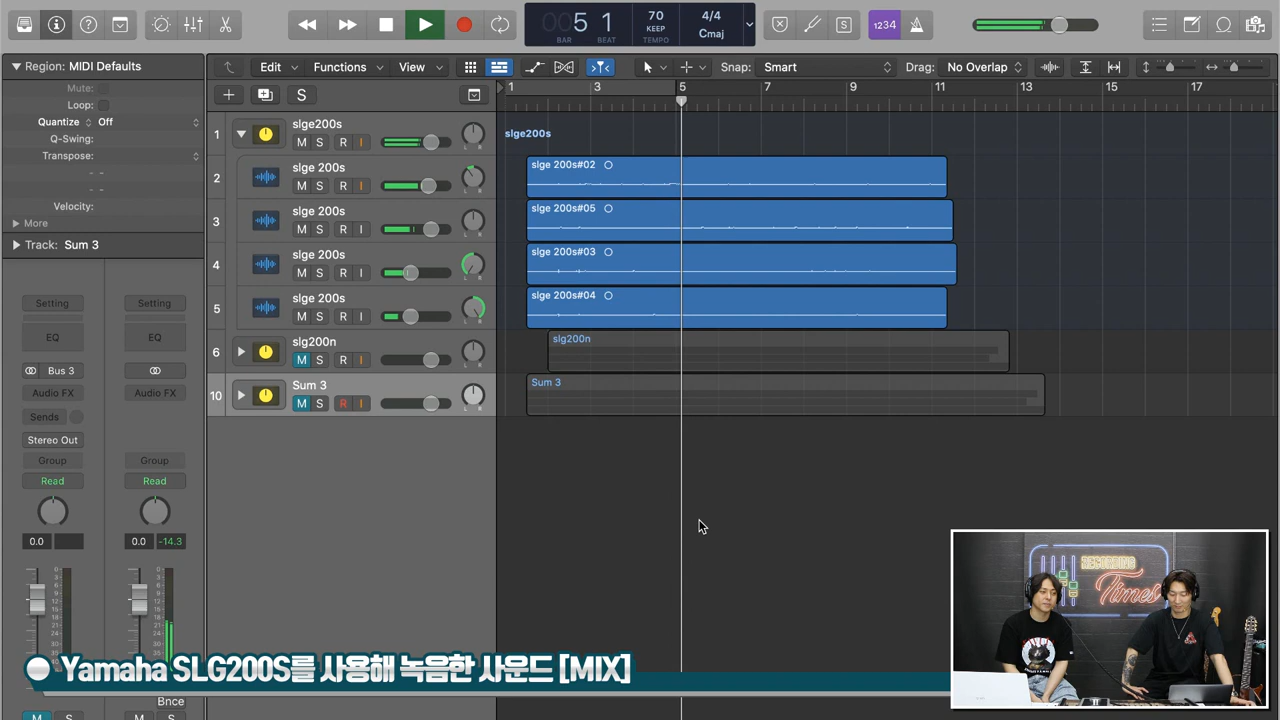 5 1
BAR
BEAT
70
KEEP
TEMPO
4/4
Cmaj
1234
Region: MIDI Defaults
Mute:
Loop:
Quantize
Off
Q-Swing:
Transpose:
Velocity:
More
Track: Sum 3
Edit
Functions
View
Snap:
Smart
Drag:
No Overlap
S
1
3
5
7
9
11
13
15
17
1
slge200s
M S R I
slge200s
2
slge 200s
M S R I
slge 200s#02
3
slge 200s
M S R I
slge 200s#05
4
slge 200s
M S R I
slge 200s#03
5
slge 200s
M S R I
slge 200s#04
6
slg200n
M S R I
slg200n
10
Sum 3
M S R I
Sum 3
Setting
Setting
EQ
EQ
Bus 3
Audio FX
Audio FX
Sends
Stereo Out
Group
Group
Read
Read
0.0
0.0
-14.3
RECORDING
Times
Yamaha SLG200S를 사용해 녹음한 사운드 [MIX]
Bnce
M S
M S